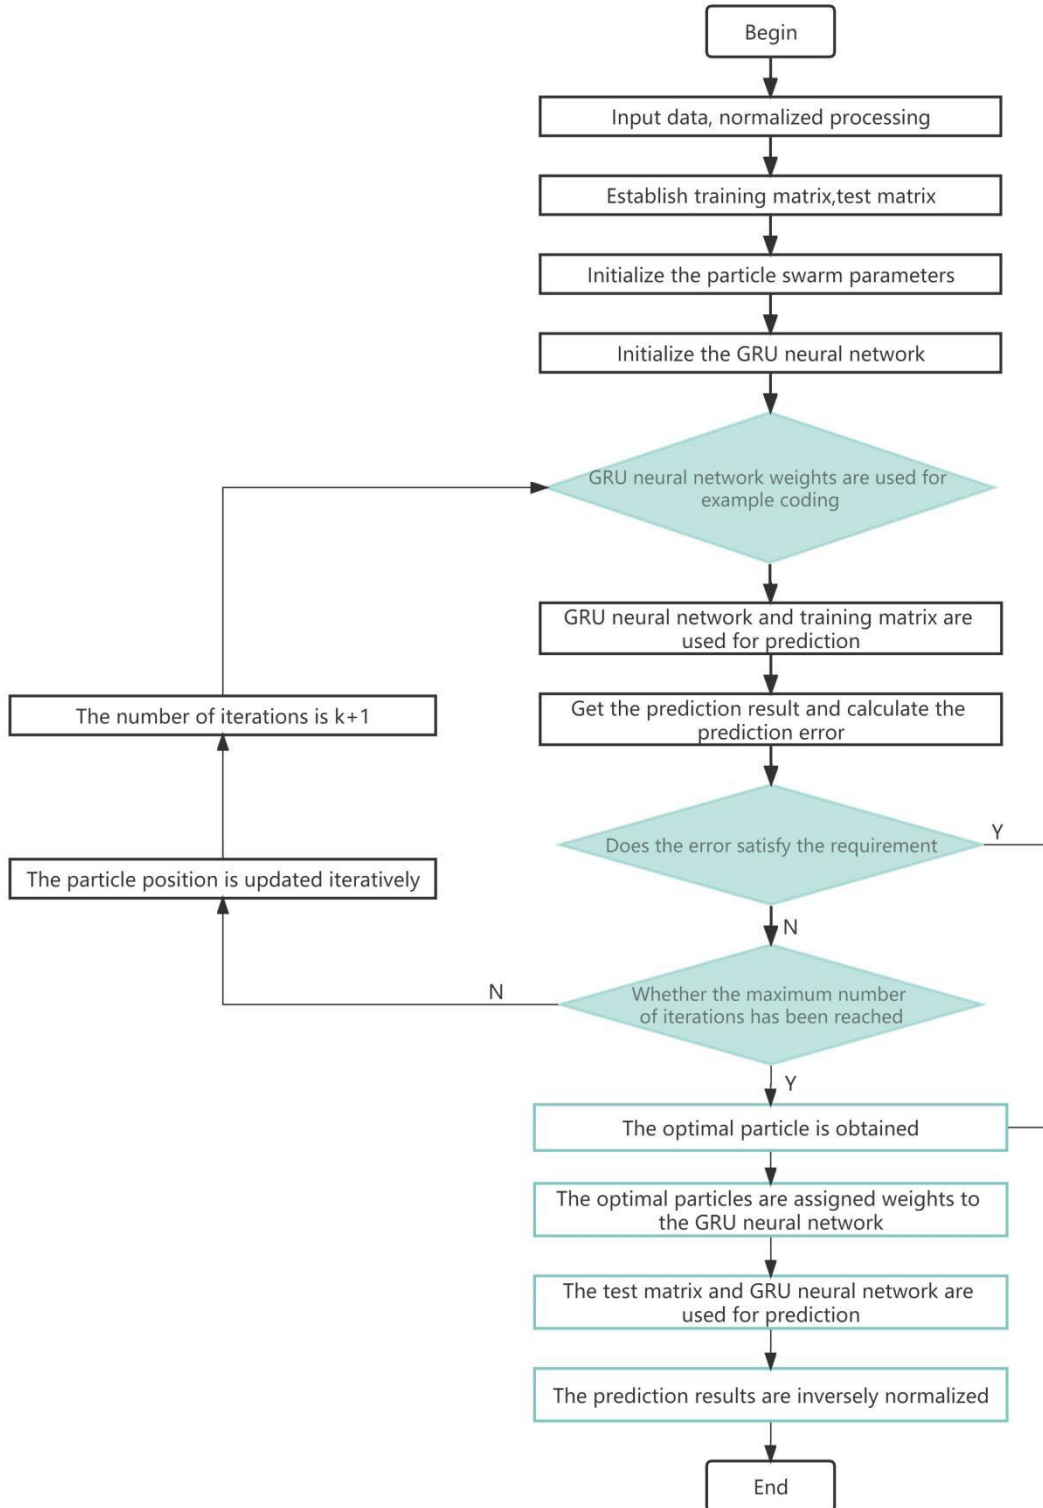 Begin
Input data, normalized processing
Establish training matrix,test matrix
Initialize the particle swarm parameters
Initialize the GRU neural network
GRU neural network weights are used for
example coding
GRU neural network and training matrix are
used for prediction
The number of iterations is k+1
Get the prediction result and calculate the
prediction error
Y
Does the error satisfy the requirement
The particle position is updated iteratively
N
N
Whether the maximum number
of iterations has been reached
Y
The optimal particle is obtained
The optimal particles are assigned weights to
the GRU neural network
The test matrix and GRU neural network are
used for prediction
The prediction results are inversely normalized
End